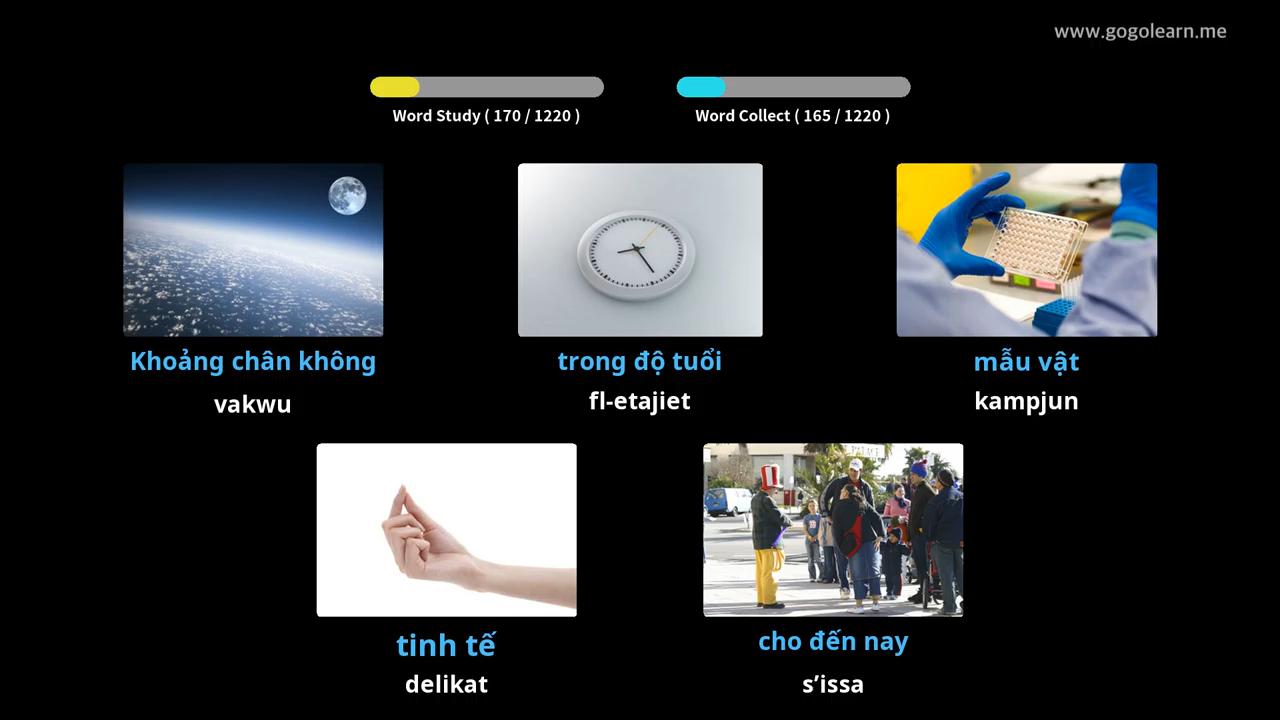 www.gogolearn.me
Word Study ( 170 / 1220 )
Word Collect ( 165 / 1220 )
Khoảng chân không
vakwu
trong độ tuổi
fl-etajiet
mẫu vật
kampjun
tinh tế
delikat
cho đến nay
s’issa